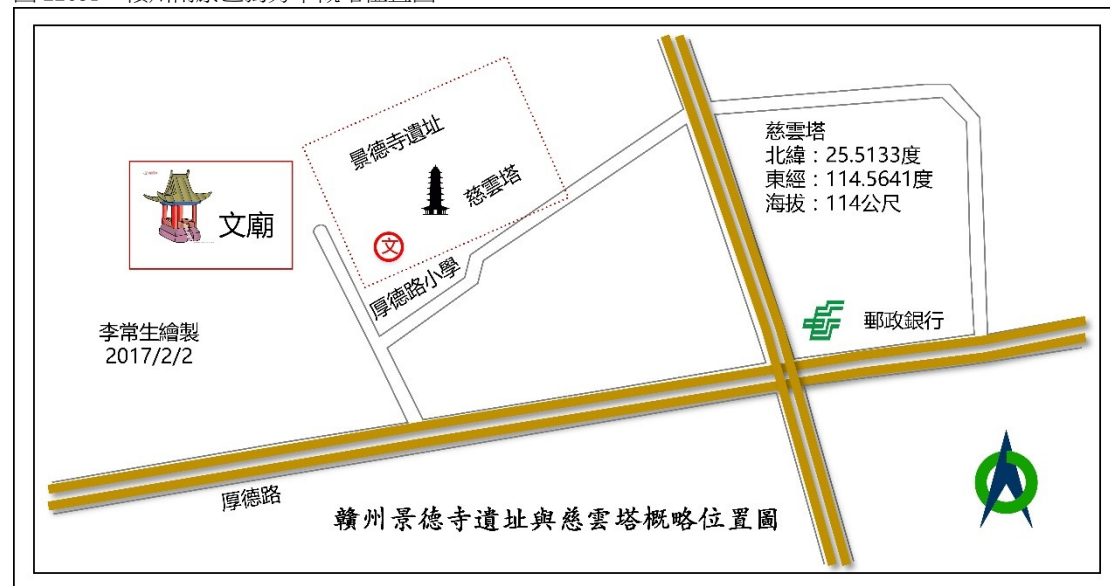 景德寺遺址
慈雲塔
文廟
文
厚德路小學
慈雲塔
北緯：25.5133度
東經：114.5641度
海拔：114公尺
郵政銀行
李常生繪製
2017/2/2
厚德路
贛州景德寺遺址與慈雲塔概略位置圖